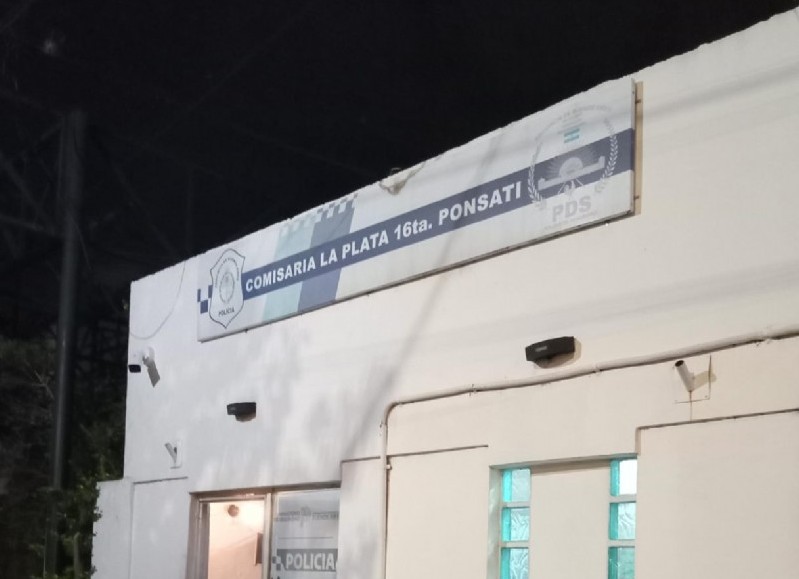 COMISARIA LA PLATA 16ta. PONSATI
POLICIA
PDS
POLICIA